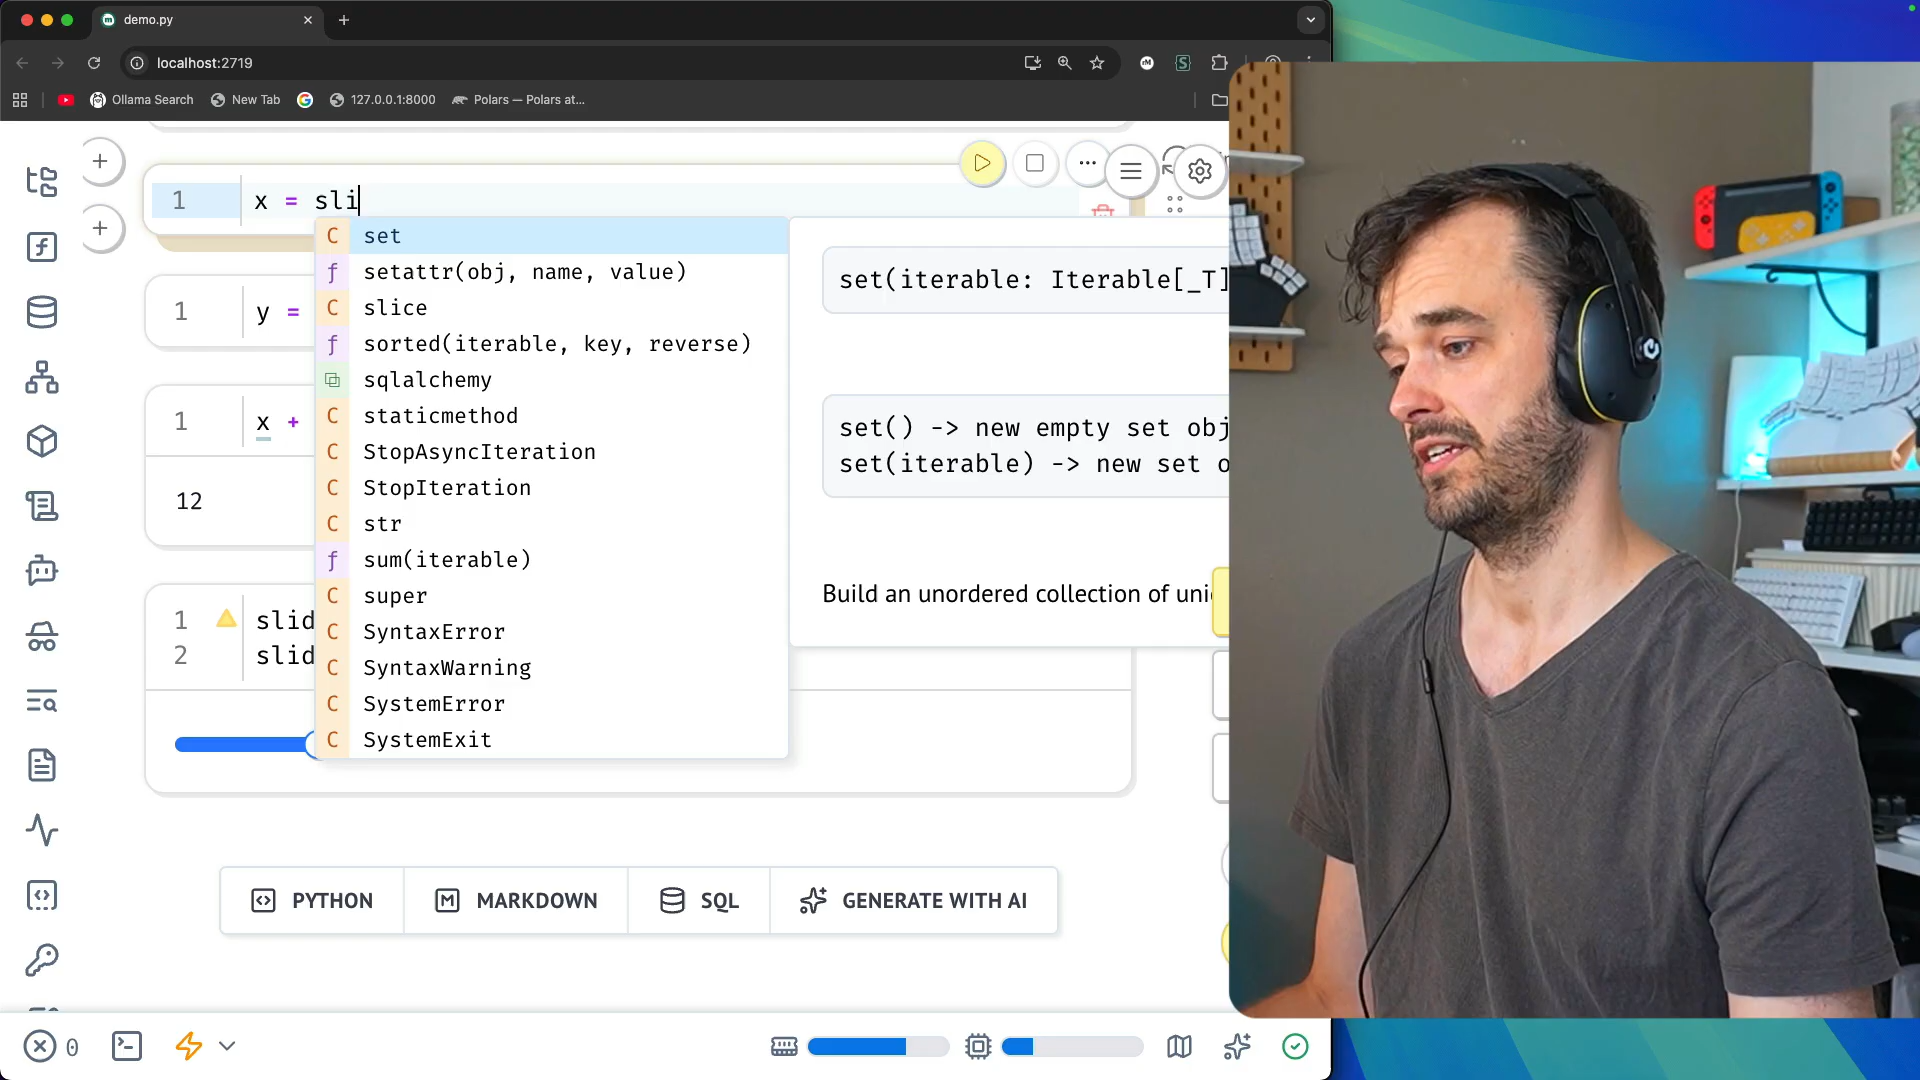 demo.py
localhost:2719
Ollama Search
New Tab
127.0.0.1:8000
Polars — Polars at...
1 x = sli
set
setattr(obj, name, value)
slice
sorted(iterable, key, reverse)
sqlalchemy
staticmethod
StopAsyncIteration
StopIteration
str
sum(iterable)
super
SyntaxError
SyntaxWarning
SystemError
SystemExit
set(iterable: Iterable[_T]
set() -> new empty set obj
set(iterable) -> new set o
Build an unordered collection of uni
1 y =
1 x +
12
1 slid
2 slid
PYTHON
MARKDOWN
SQL
GENERATE WITH AI
0